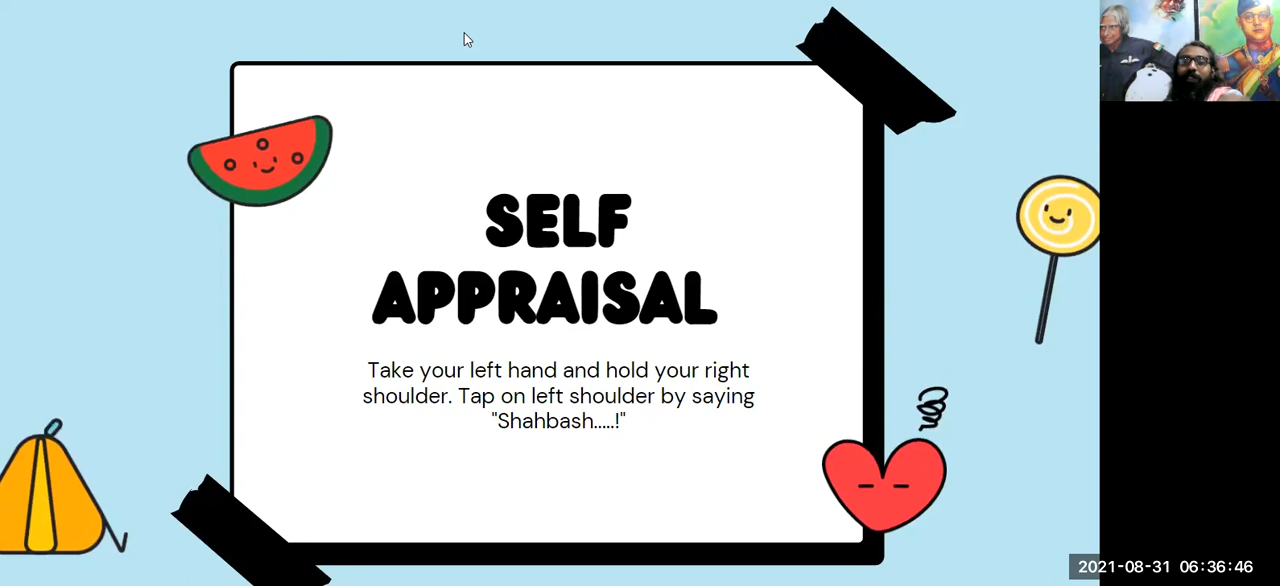 SELF
APPRAISAL
Take your left hand and hold your right
shoulder. Tap on left shoulder by saying
"Shahbash.....!"
2021-08-31 06:36:46